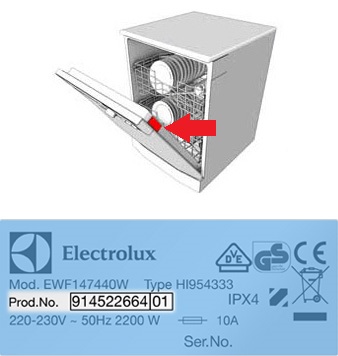 Electrolux
DVE GS CE
Mod. EWF147440W Type HI954333
Prod.No. 914522664 01 IPX4
220-230V ~ 50Hz 2200 W 10A
Ser.No.